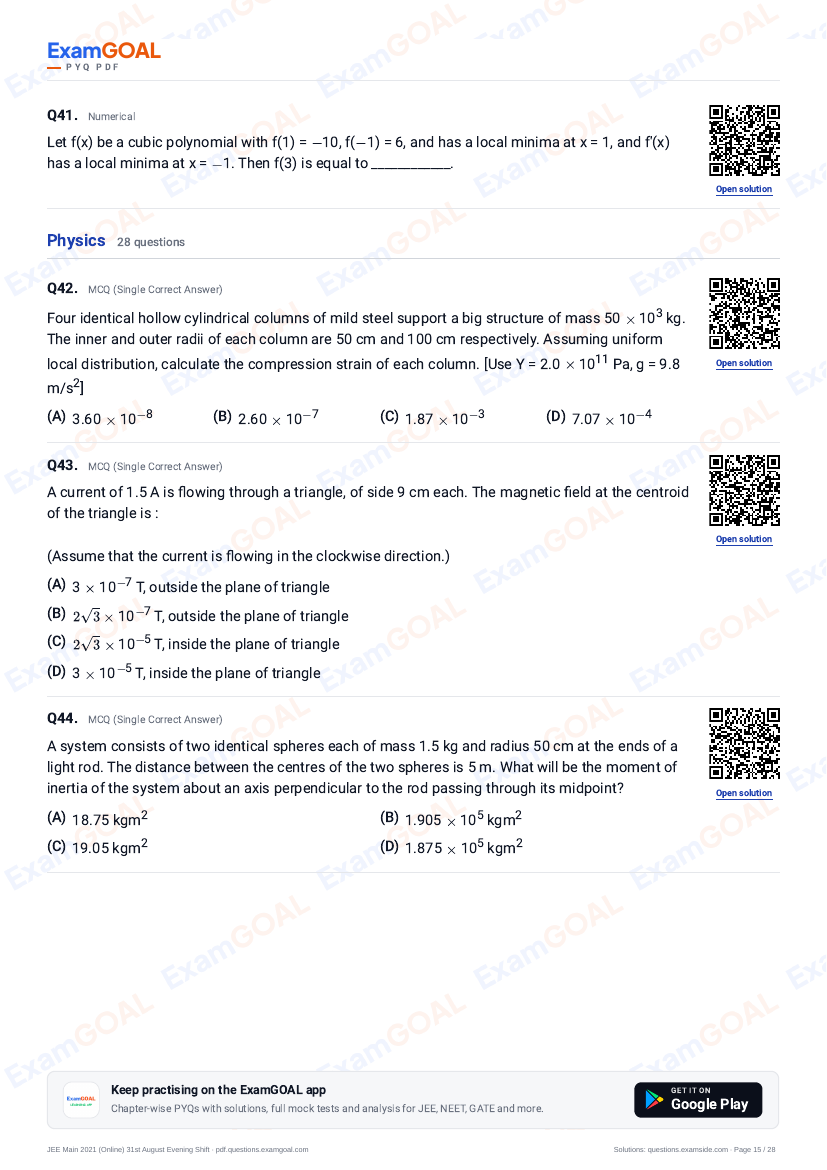 ExamGOAL
PYQ PDF
Q41. Numerical
Let f(x) be a cubic polynomial with f(1) = −10, f(−1) = 6, and has a local minima at x = 1, and f'(x)
has a local minima at x = −1. Then f(3) is equal to ____________.
Open solution
Physics 28 questions
Q42. MCQ (Single Correct Answer)
Four identical hollow cylindrical columns of mild steel support a big structure of mass 50 × 10³ kg.
The inner and outer radii of each column are 50 cm and 100 cm respectively. Assuming uniform
local distribution, calculate the compression strain of each column. [Use Y = 2.0 × 10¹¹ Pa, g = 9.8
m/s²]
Open solution
(A) 3.60 × 10⁻⁸ (B) 2.60 × 10⁻⁷ (C) 1.87 × 10⁻³ (D) 7.07 × 10⁻⁴
Q43. MCQ (Single Correct Answer)
A current of 1.5 A is flowing through a triangle, of side 9 cm each. The magnetic field at the centroid
of the triangle is :
Open solution
(Assume that the current is flowing in the clockwise direction.)
(A) 3 × 10⁻⁷ T, outside the plane of triangle
(B) 2√3 × 10⁻⁷ T, outside the plane of triangle
(C) 2√3 × 10⁻⁵ T, inside the plane of triangle
(D) 3 × 10⁻⁵ T, inside the plane of triangle
Q44. MCQ (Single Correct Answer)
A system consists of two identical spheres each of mass 1.5 kg and radius 50 cm at the ends of a
light rod. The distance between the centres of the two spheres is 5 m. What will be the moment of
inertia of the system about an axis perpendicular to the rod passing through its midpoint?
Open solution
(A) 18.75 kgm² (B) 1.905 × 10⁵ kgm²
(C) 19.05 kgm² (D) 1.875 × 10⁵ kgm²
Keep practising on the ExamGOAL app
Chapter-wise PYQs with solutions, full mock tests and analysis for JEE, NEET, GATE and more.
GET IT ON
Google Play
JEE Main 2021 (Online) 31st August Evening Shift · pdf.questions.examgoal.com
Solutions: questions.examside.com · Page 15 / 28